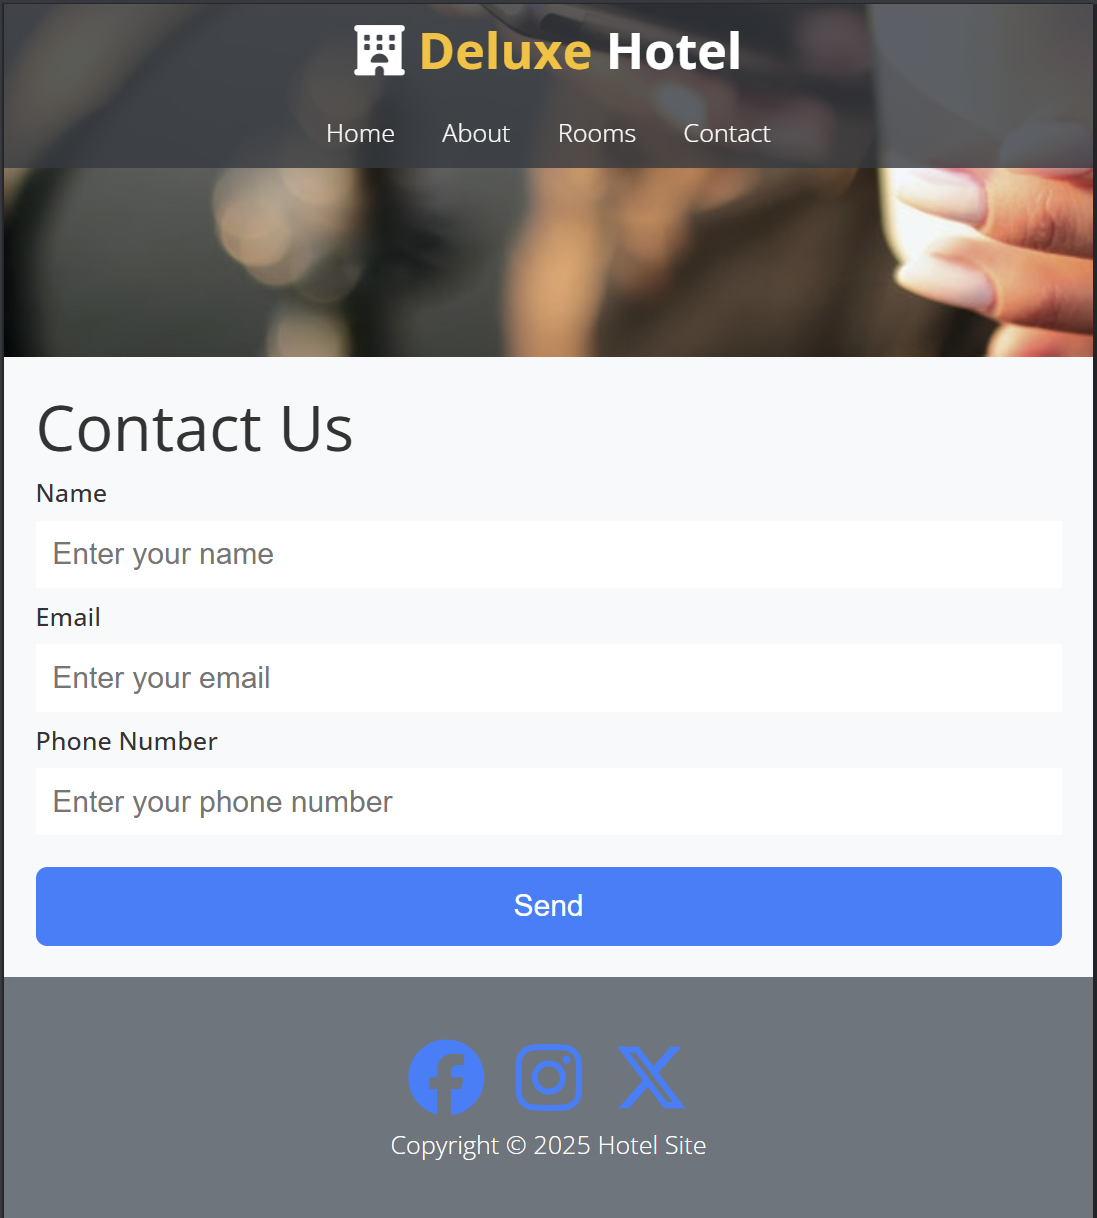 Deluxe Hotel
Home About Rooms Contact
Contact Us
Name
Enter your name
Email
Enter your email
Phone Number
Enter your phone number
Send
Copyright © 2025 Hotel Site